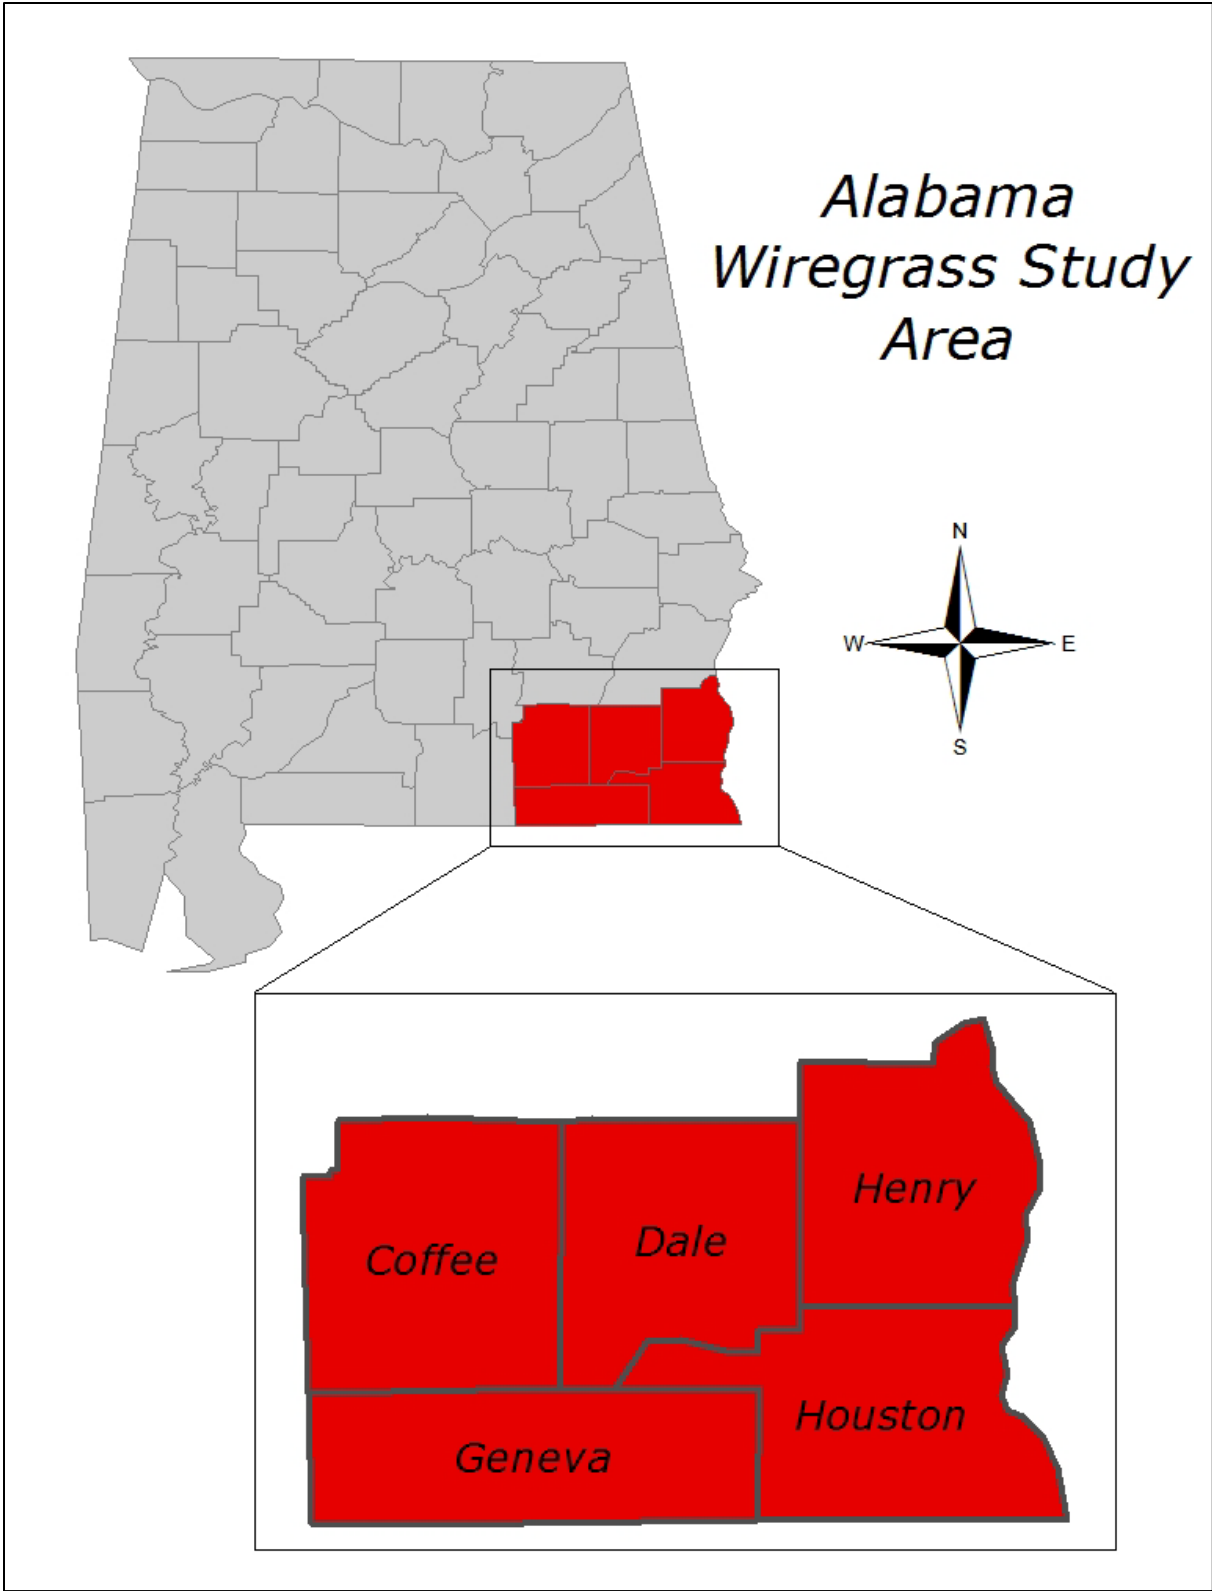 Alabama
Wiregrass Study
Area
N
W
E
S
Henry
Dale
Coffee
Houston
Geneva